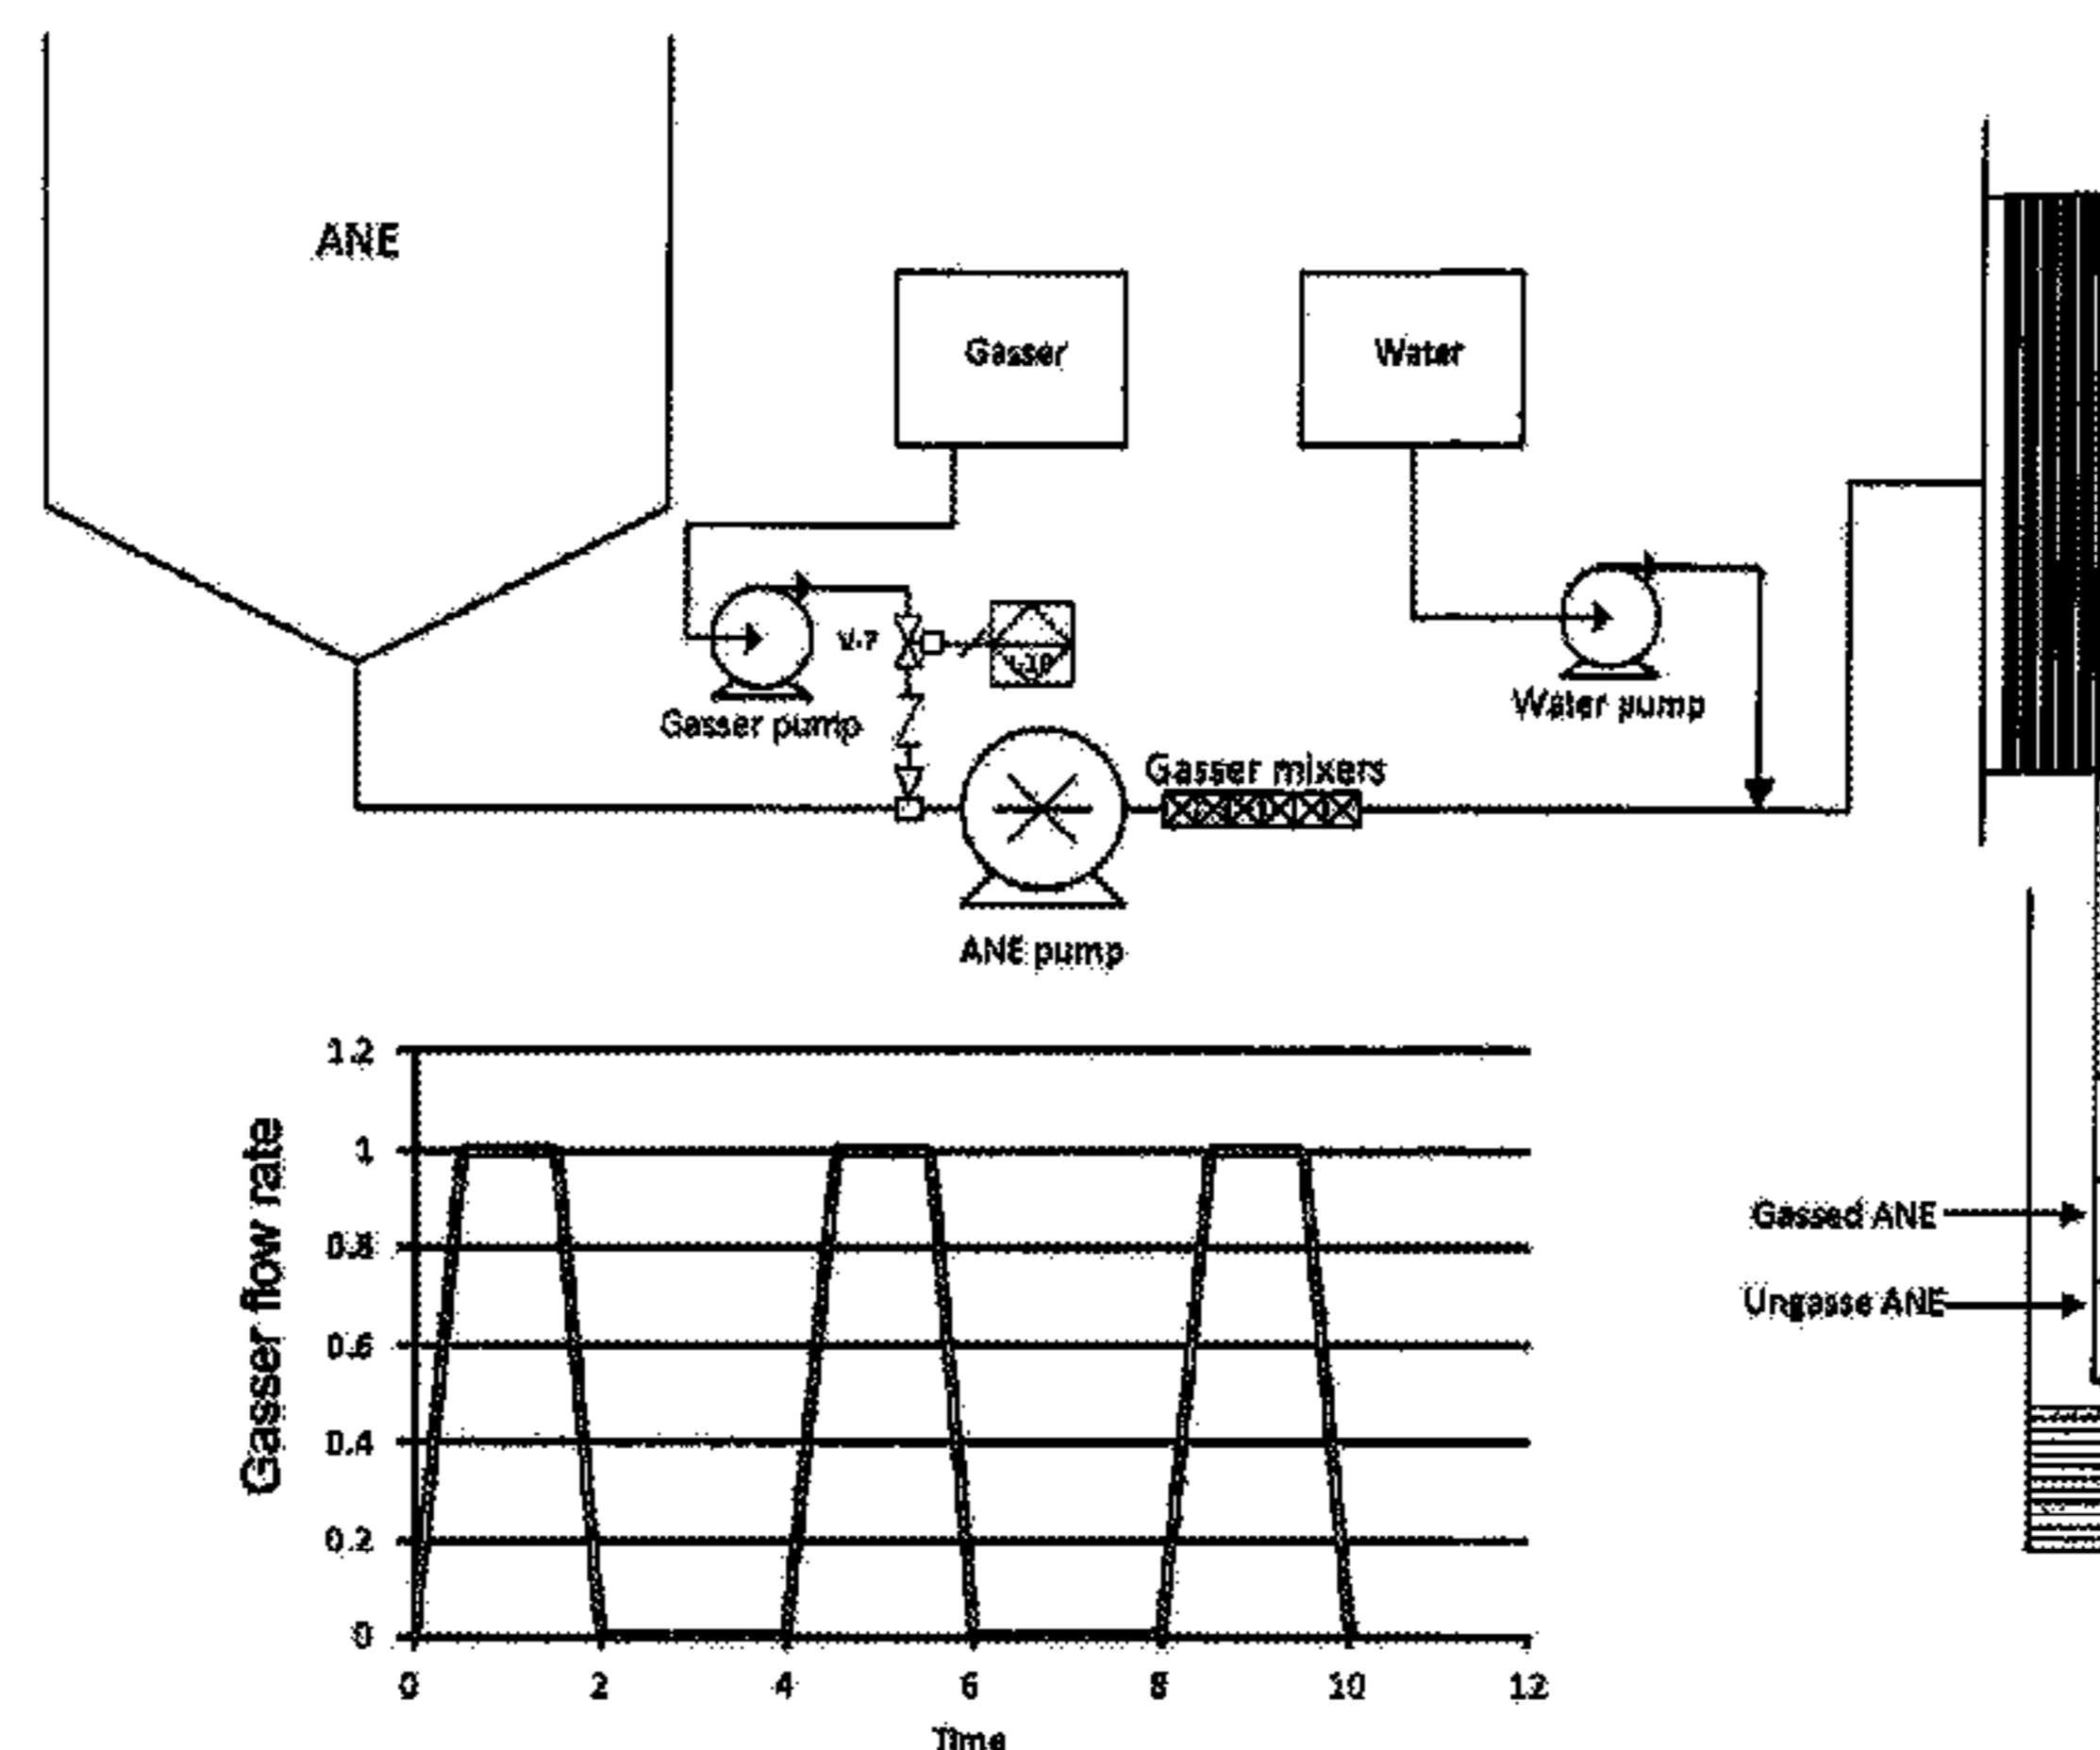 ANE
Gasser
Water
V-7
Gasser pump
Water pump
Gasser mixers
ANE pump
1.2
1
0.8
0.6
0.4
0.2
0
Gasser flow rate
0 2 4 6 8 10 12
Time
Gassed ANE
Ungasse ANE